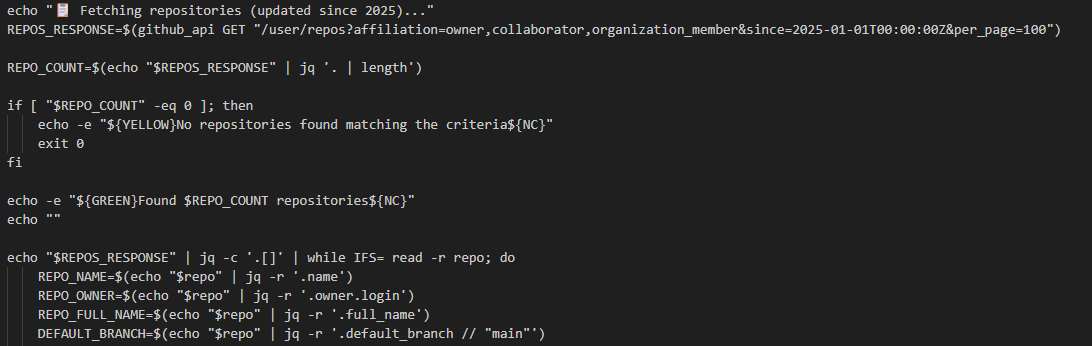 echo "📋 Fetching repositories (updated since 2025)..."
REPOS_RESPONSE=$(github_api GET "/user/repos?affiliation=owner,collaborator,organization_member&since=2025-01-01T00:00:00Z&per_page=100")

REPO_COUNT=$(echo "$REPOS_RESPONSE" | jq '. | length')

if [ "$REPO_COUNT" -eq 0 ]; then
    echo -e "${YELLOW}No repositories found matching the criteria${NC}"
    exit 0
fi

echo -e "${GREEN}Found $REPO_COUNT repositories${NC}"
echo ""

echo "$REPOS_RESPONSE" | jq -c '.[]' | while IFS= read -r repo; do
    REPO_NAME=$(echo "$repo" | jq -r '.name')
    REPO_OWNER=$(echo "$repo" | jq -r '.owner.login')
    REPO_FULL_NAME=$(echo "$repo" | jq -r '.full_name')
    DEFAULT_BRANCH=$(echo "$repo" | jq -r '.default_branch // "main"')